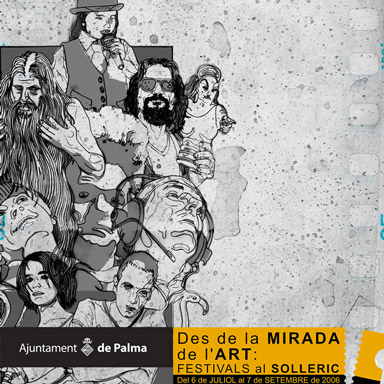 Ajuntament de Palma
Des de la MIRADA
de l'ART:
FESTIVALS al SOLLERIC
Del 6 de JULIOL al 7 de SETEMBRE de 2006